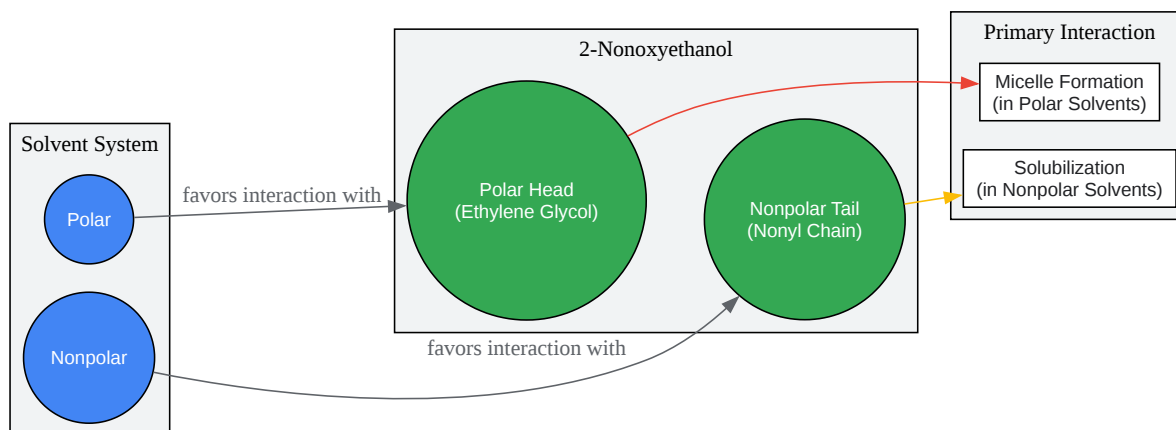 Solvent System
Polar
Nonpolar
favors interaction with
favors interaction with
2-Nonoxyethanol
Polar Head
(Ethylene Glycol)
Nonpolar Tail
(Nonyl Chain)
Primary Interaction
Micelle Formation
(in Polar Solvents)
Solubilization
(in Nonpolar Solvents)